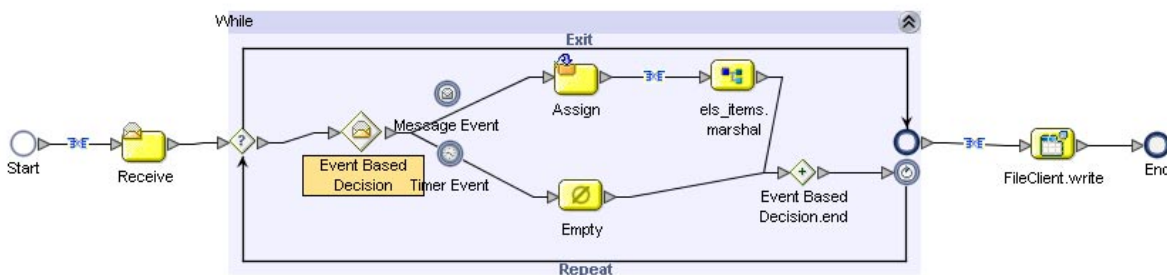 While
Exit
Message Event
Assign
els_items.
marshal
Start
Receive
?
Event Based
Decision
Timer Event
Empty
+
Event Based
Decision.end
FileClient.write
End
Repeat